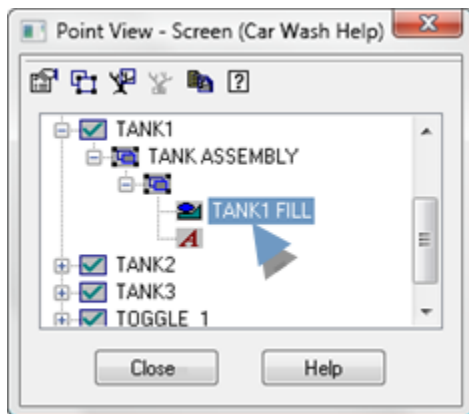 Point View - Screen (Car Wash Help)
TANK1
TANK ASSEMBLY
TANK1 FILL
A
TANK2
TANK3
TOGGLE_1
Close
Help